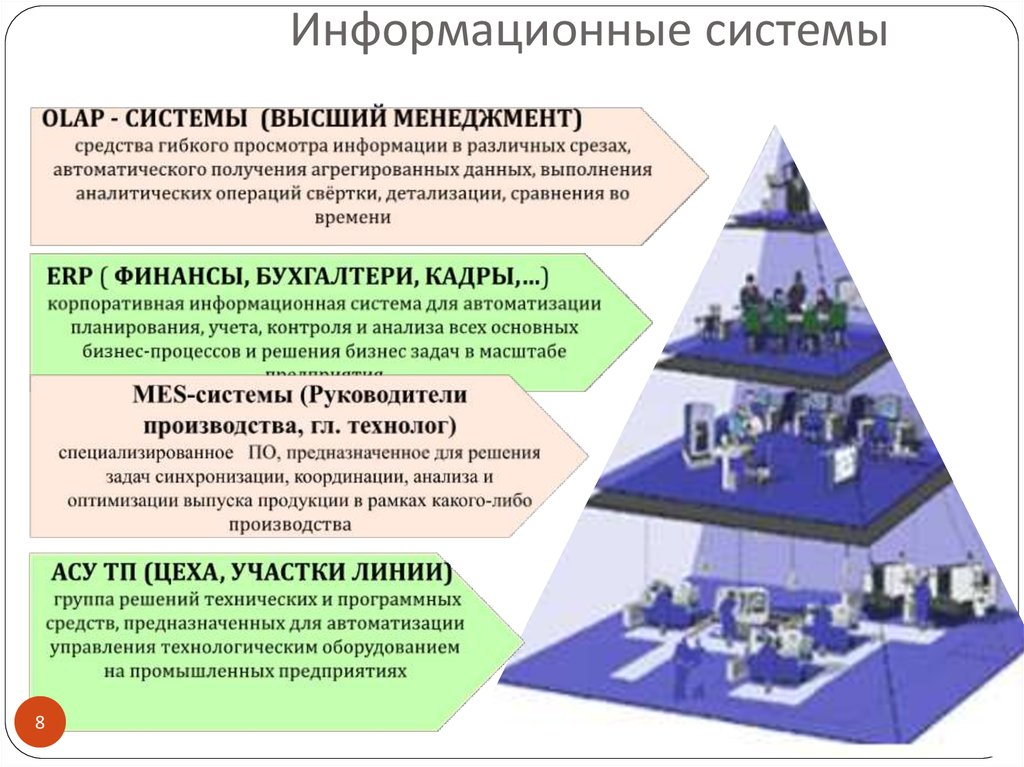 Информационные системы
OLAP - СИСТЕМЫ (ВЫСШИЙ МЕНЕДЖМЕНТ)
средства гибкого просмотра информации в различных срезах,
автоматического получения агрегированных данных, выполнения
аналитических операций свёртки, детализации, сравнения во
времени
ERP ( ФИНАНСЫ, БУХГАЛТЕРИ, КАДРЫ,...)
корпоративная информационная система для автоматизации
планирования, учета, контроля и анализа всех основных
бизнес-процессов и решения бизнес задач в масштабе
предприятия
MES-системы (Руководители
производства, гл. технолог)
специализированное ПО, предназначенное для решения
задач синхронизации, координации, анализа и
оптимизации выпуска продукции в рамках какого-либо
производства
АСУ ТП (ЦЕХА, УЧАСТКИ ЛИНИИ)
группа решений технических и программных
средств, предназначенных для автоматизации
управления технологическим оборудованием
на промышленных предприятиях
8